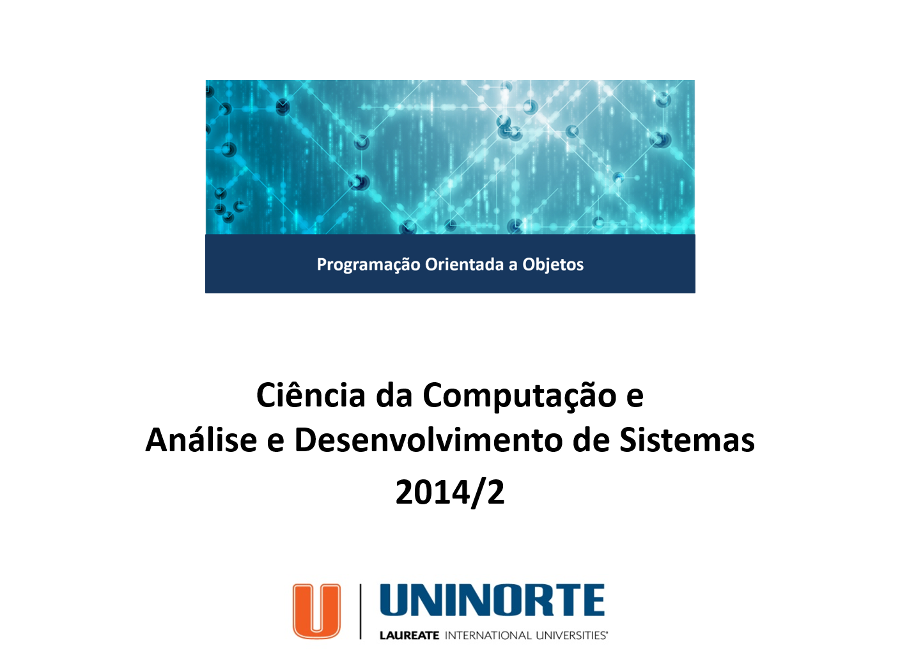 Programação Orientada a Objetos
Ciência da Computação e
Análise e Desenvolvimento de Sistemas
2014/2
U UNINORTE
LAUREATE INTERNATIONAL UNIVERSITIES